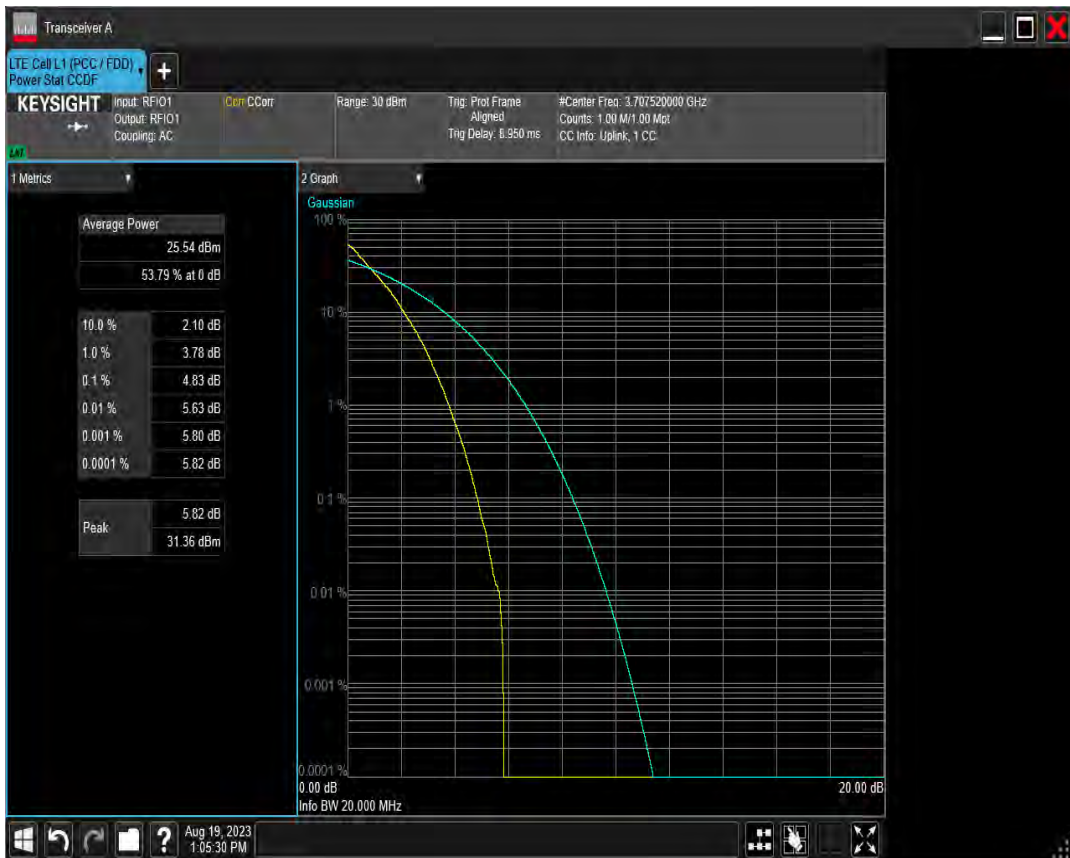 Transceiver A
LTE Cell L1 (PCC / FDD)
Power Stat CCDF
+
KEYSIGHT
Input: RFIO1
Output: RFIO1
Coupling: AC
Corr CCorr
Range: 30 dBm
Trig: Prot Frame
Aligned
Trig Delay: 8.950 ms
#Center Freq: 3.707520000 GHz
Counts: 1.00 M/1.00 Mpt
CC Info: Uplink, 1 CC
1 Metrics
Average Power
25.54 dBm
53.79 % at 0 dB
10.0 % 2.10 dB
1.0 % 3.78 dB
0.1 % 4.83 dB
0.01 % 5.63 dB
0.001 % 5.80 dB
0.0001 % 5.82 dB
Peak
5.82 dB
31.36 dBm
2 Graph
Gaussian
100 %
10 %
1 %
0.1 %
0.01 %
0.001 %
0.0001 %
0.00 dB 20.00 dB
Info BW 20.000 MHz
?
Aug 19, 2023
1:05:30 PM